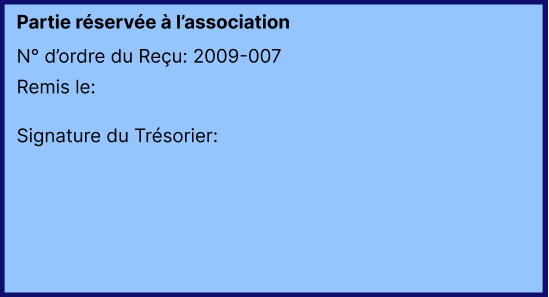 Partie réservée à l’association
N° d’ordre du Reçu: 2009-007
Remis le:
Signature du Trésorier: